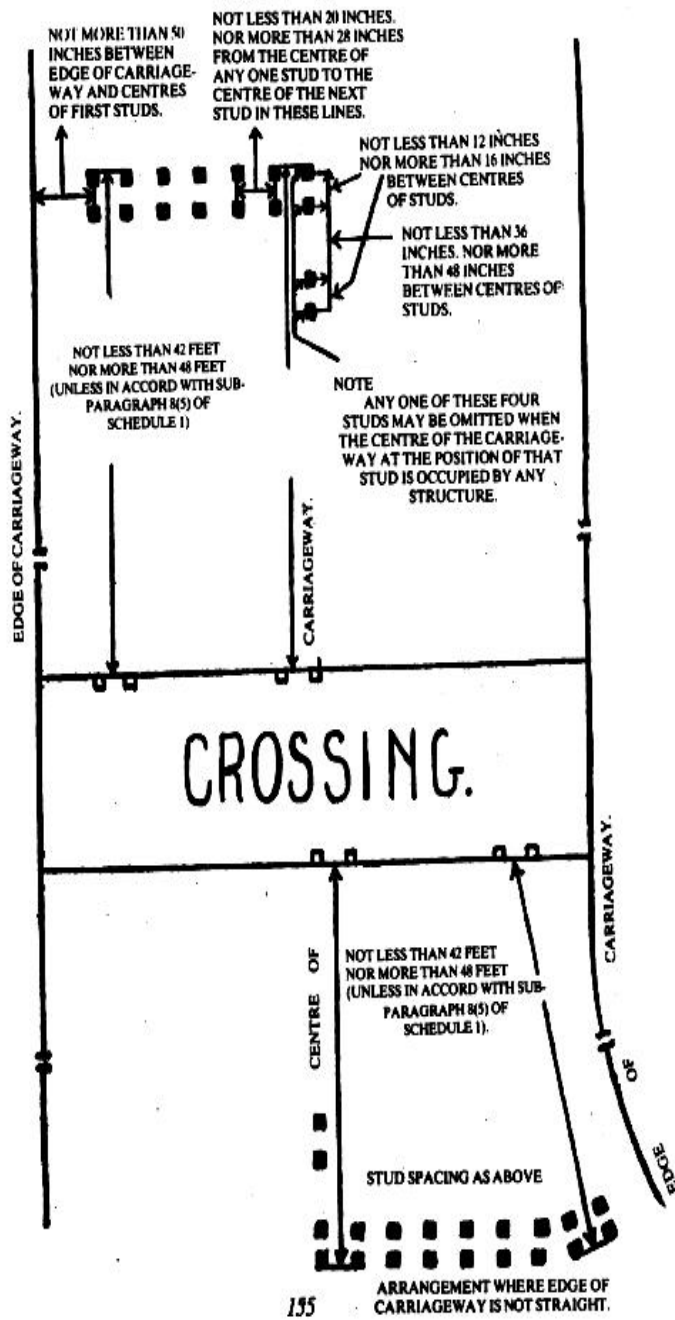 NOT MORE THAN 50
INCHES BETWEEN
EDGE OF CARRIAGE-
WAY AND CENTRES
OF FIRST STUDS.
NOT LESS THAN 20 INCHES.
NOR MORE THAN 28 INCHES
FROM THE CENTRE OF
ANY ONE STUD TO THE
CENTRE OF THE NEXT
STUD IN THESE LINES.
NOT LESS THAN 12 INCHES
NOR MORE THAN 16 INCHES
BETWEEN CENTRES
OF STUDS.
NOT LESS THAN 36
INCHES. NOR MORE
THAN 48 INCHES
BETWEEN CENTRES OF
STUDS.
NOT LESS THAN 42 FEET
NOR MORE THAN 48 FEET
(UNLESS IN ACCORD WITH SUB-
PARAGRAPH 8(5) OF
SCHEDULE 1)
NOTE
ANY ONE OF THESE FOUR
STUDS MAY BE OMITTED WHEN
THE CENTRE OF THE CARRIAGE-
WAY AT THE POSITION OF THAT
STUD IS OCCUPIED BY ANY
STRUCTURE.
EDGE OF CARRIAGEWAY.
CARRIAGEWAY.
CROSSING.
CARRIAGEWAY.
CENTRE OF
NOT LESS THAN 42 FEET
NOR MORE THAN 48 FEET
(UNLESS IN ACCORD WITH SUB-
PARAGRAPH 8(5) OF
SCHEDULE 1).
OF
EDGE
STUD SPACING AS ABOVE
ARRANGEMENT WHERE EDGE OF
CARRIAGEWAY IS NOT STRAIGHT.
155